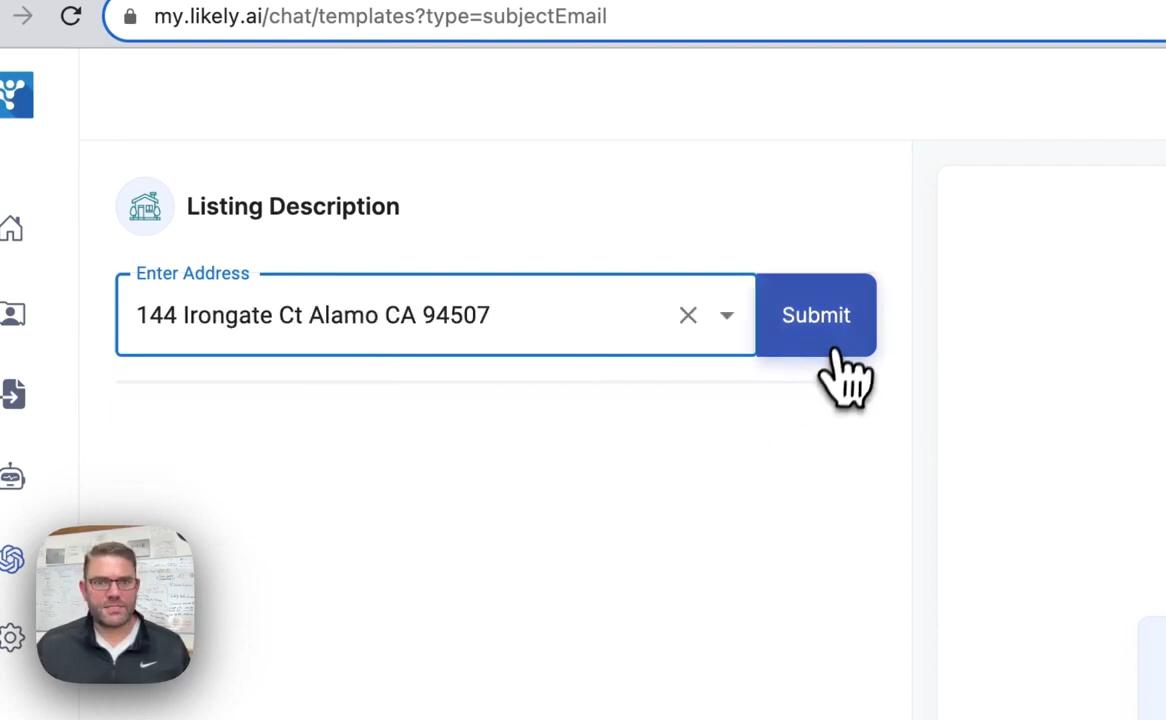 my.likely.ai/chat/templates?type=subjectEmail
Listing Description
Enter Address
144 Irongate Ct Alamo CA 94507
Submit